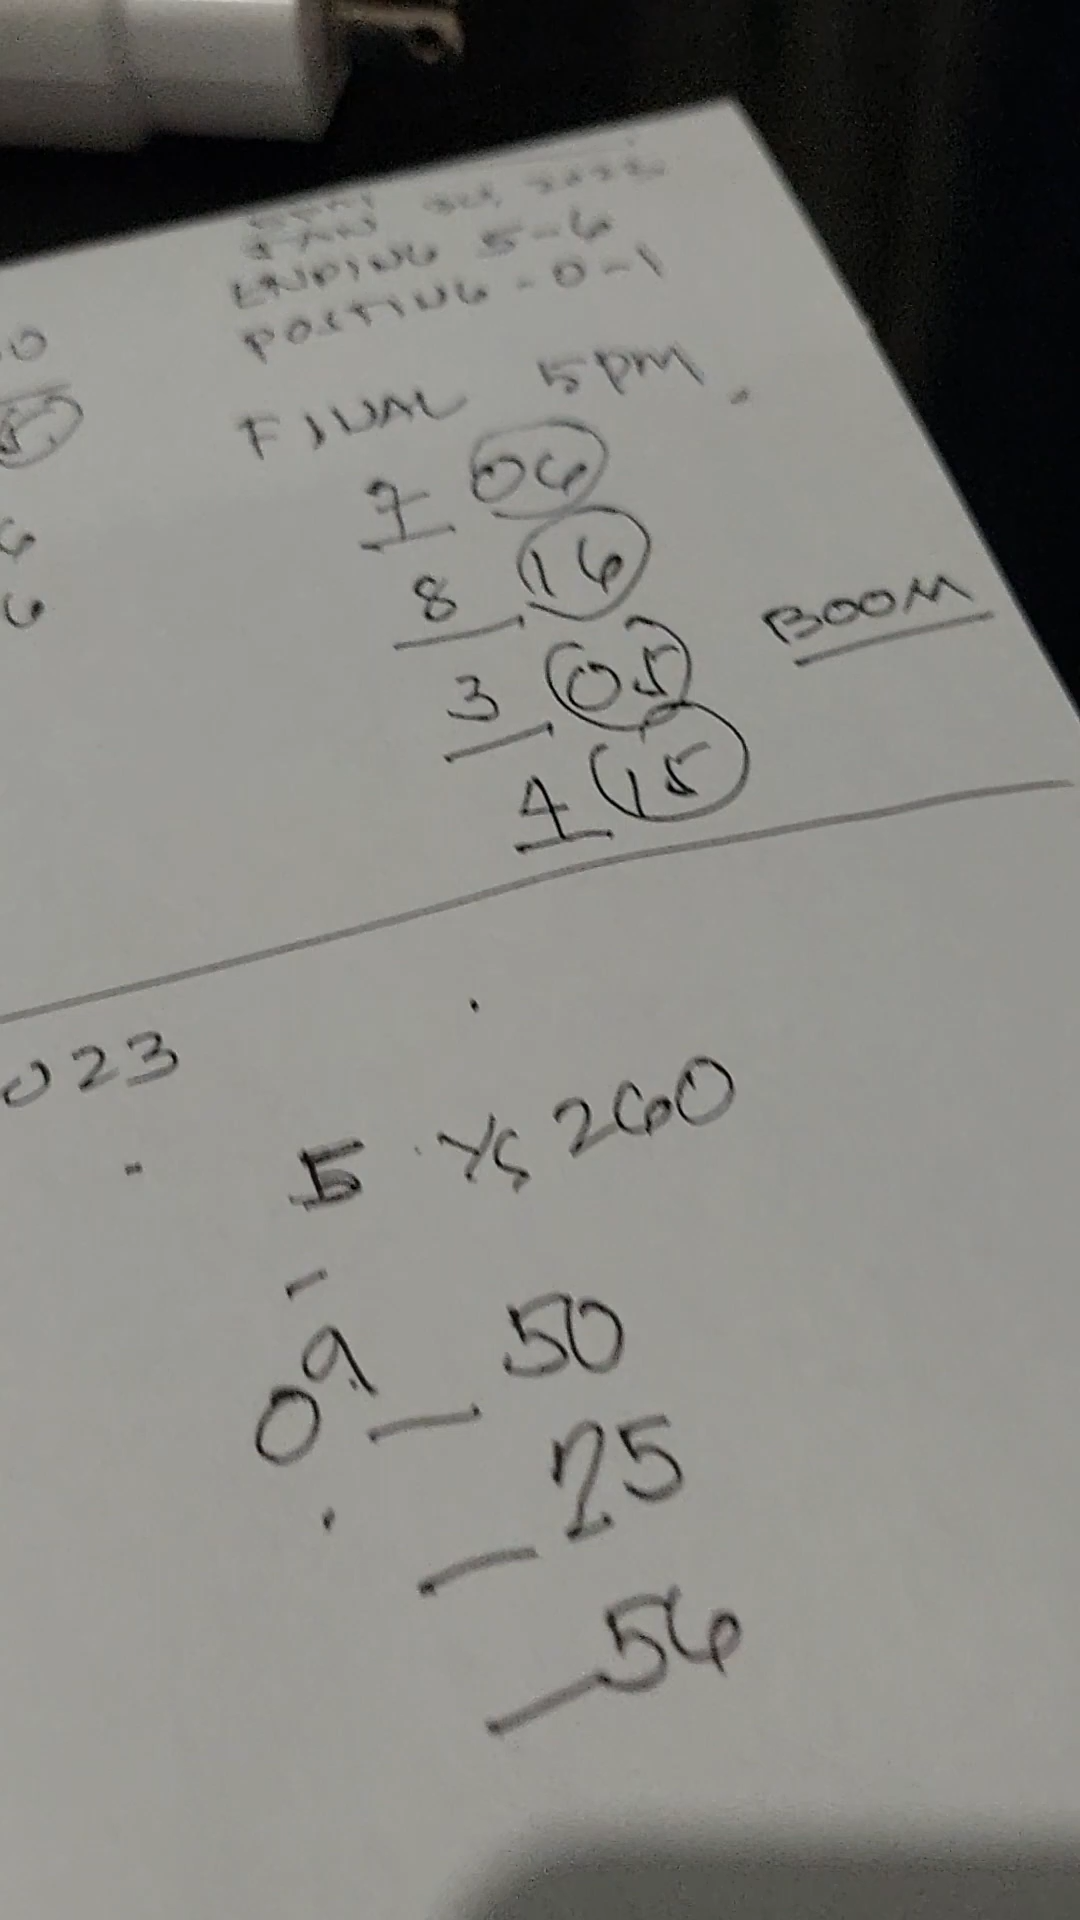 ENDING 5-6
POSTING-0-1
FINAL 5PM.
7 06
8 16
3 05
4 15
BOOM
023
5 VS 260
09 — 50
— 25
— 56